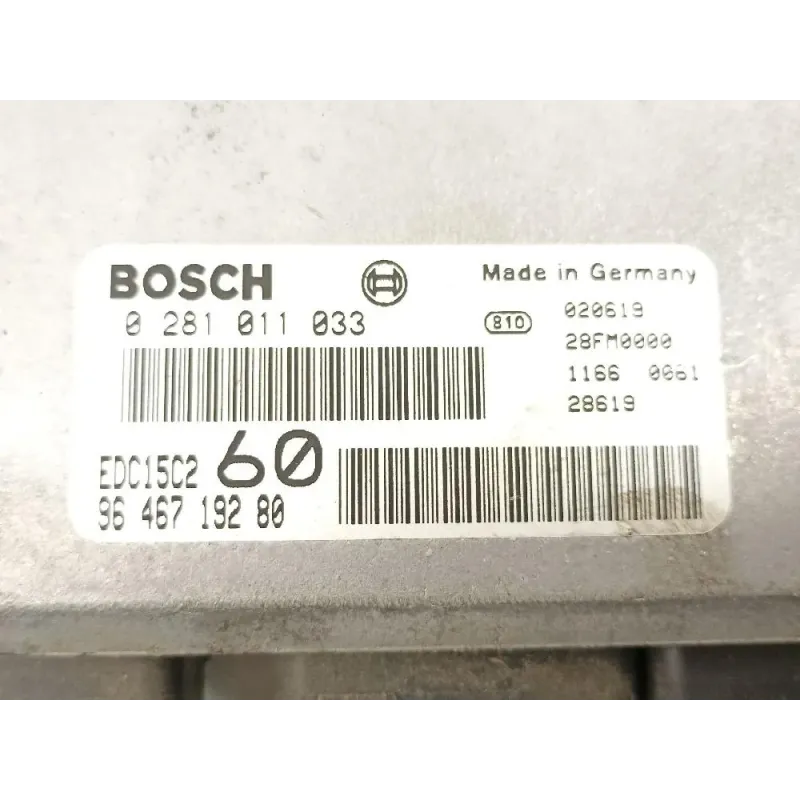 BOSCH
Made in Germany
0 281 011 033
810
020619
28FM0000
1166 0061
28619
EDC15C2 60
96 467 192 80